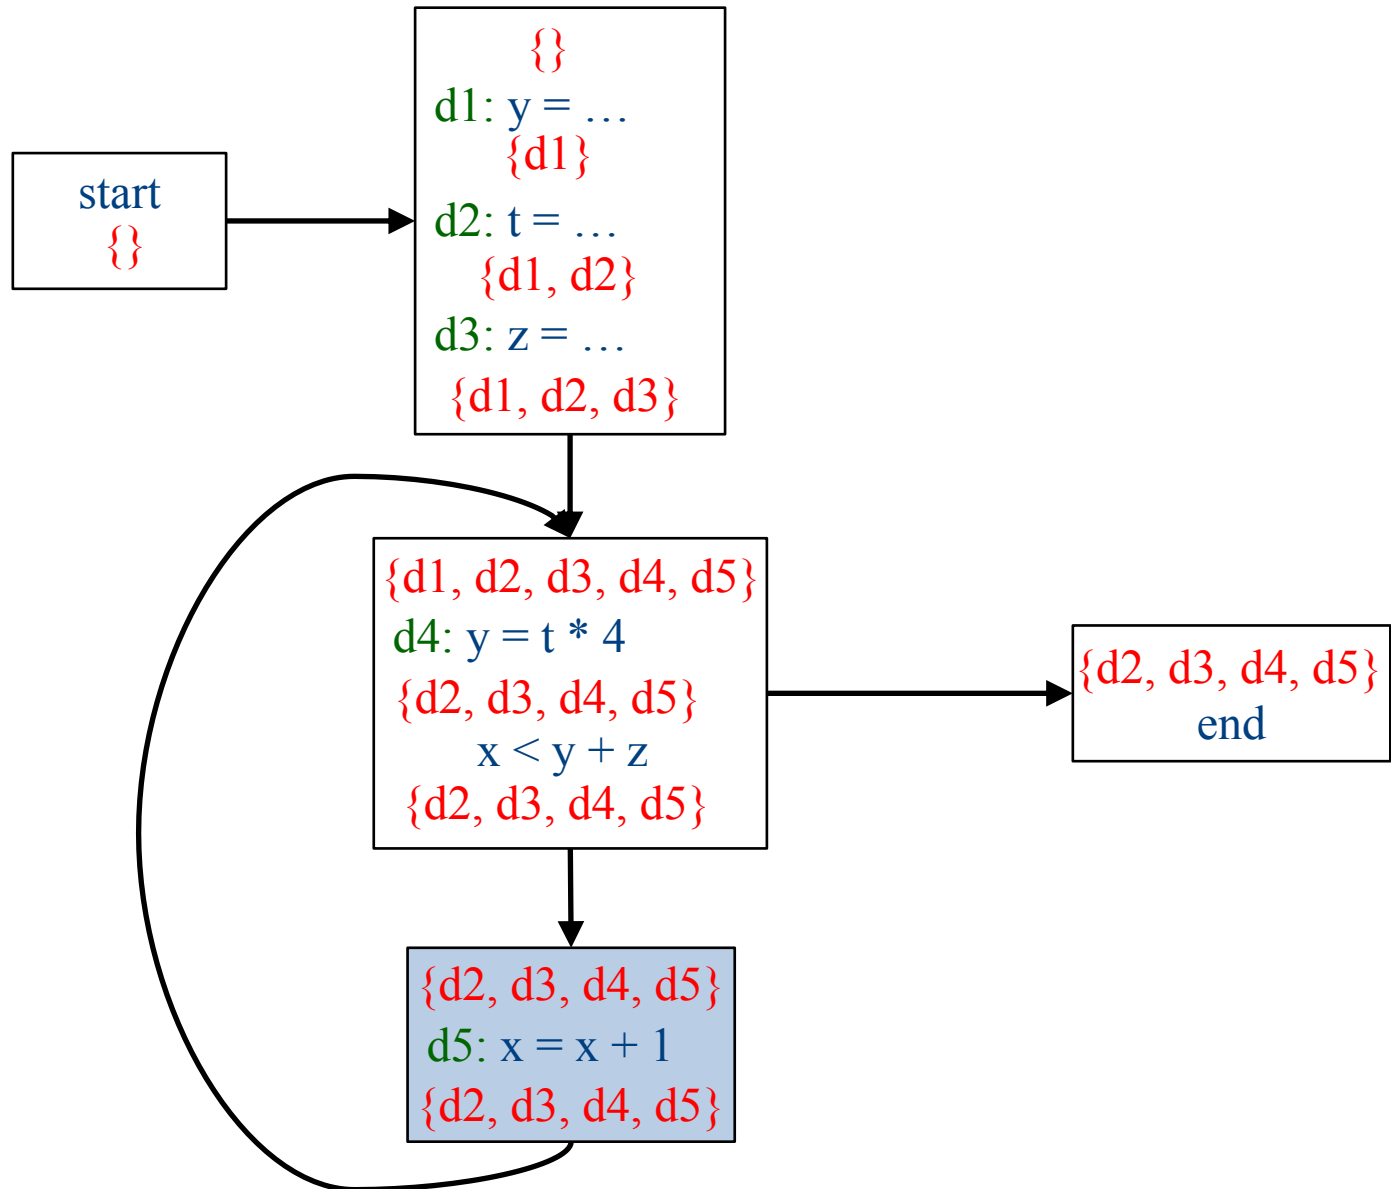 start
{}
{}
d1: y = …
{d1}
d2: t = …
{d1, d2}
d3: z = …
{d1, d2, d3}
{d1, d2, d3, d4, d5}
d4: y = t * 4
{d2, d3, d4, d5}
x < y + z
{d2, d3, d4, d5}
{d2, d3, d4, d5}
end
{d2, d3, d4, d5}
d5: x = x + 1
{d2, d3, d4, d5}